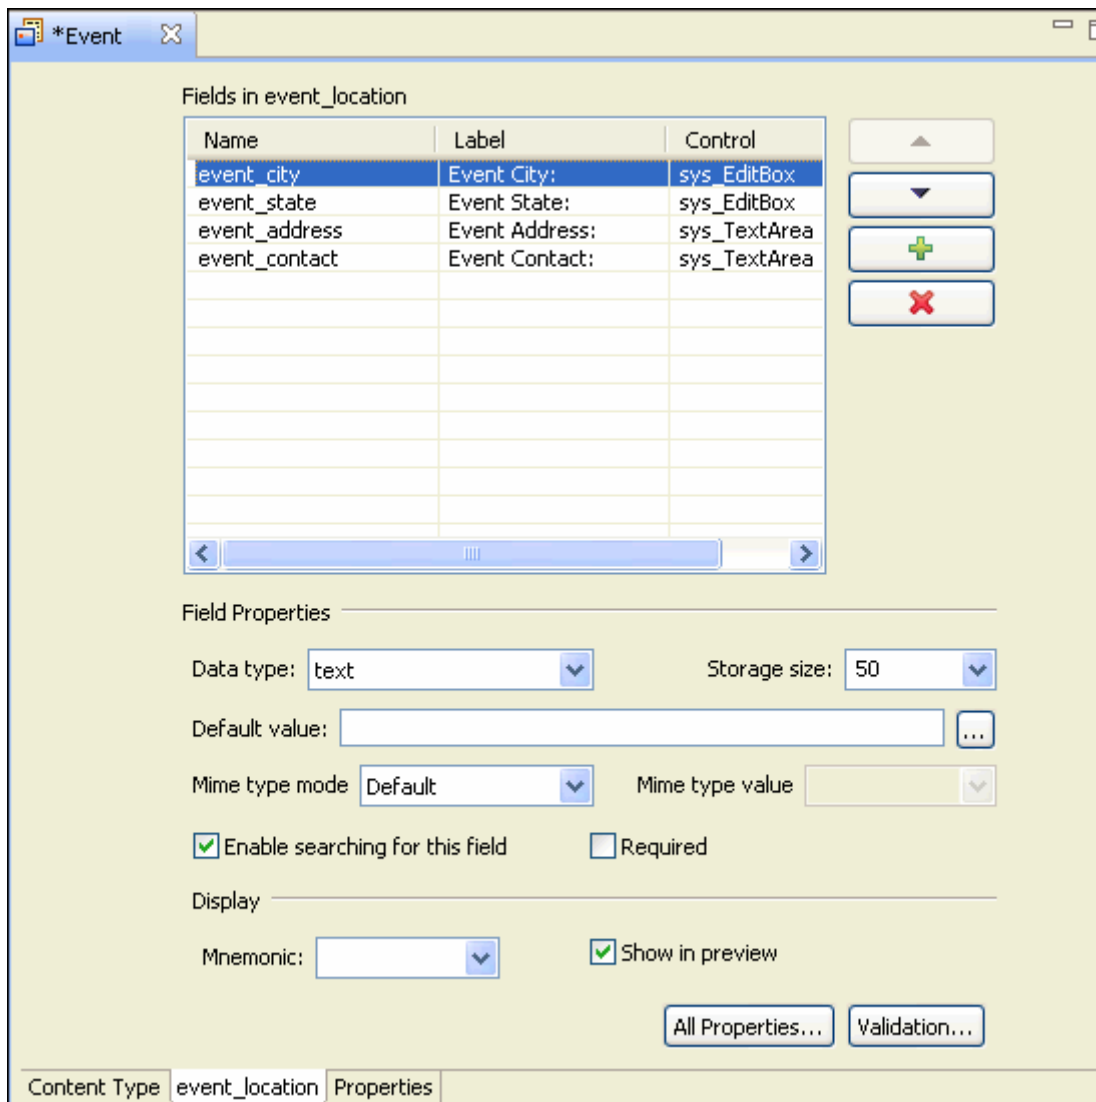 *Event
Fields in event_location
Name Label Control
event_city Event City: sys_EditBox
event_state Event State: sys_EditBox
event_address Event Address: sys_TextArea
event_contact Event Contact: sys_TextArea
Field Properties
Data type: text Storage size: 50
Default value: ...
Mime type mode Default Mime type value
Enable searching for this field Required
Display
Mnemonic: Show in preview
All Properties... Validation...
Content Type event_location Properties